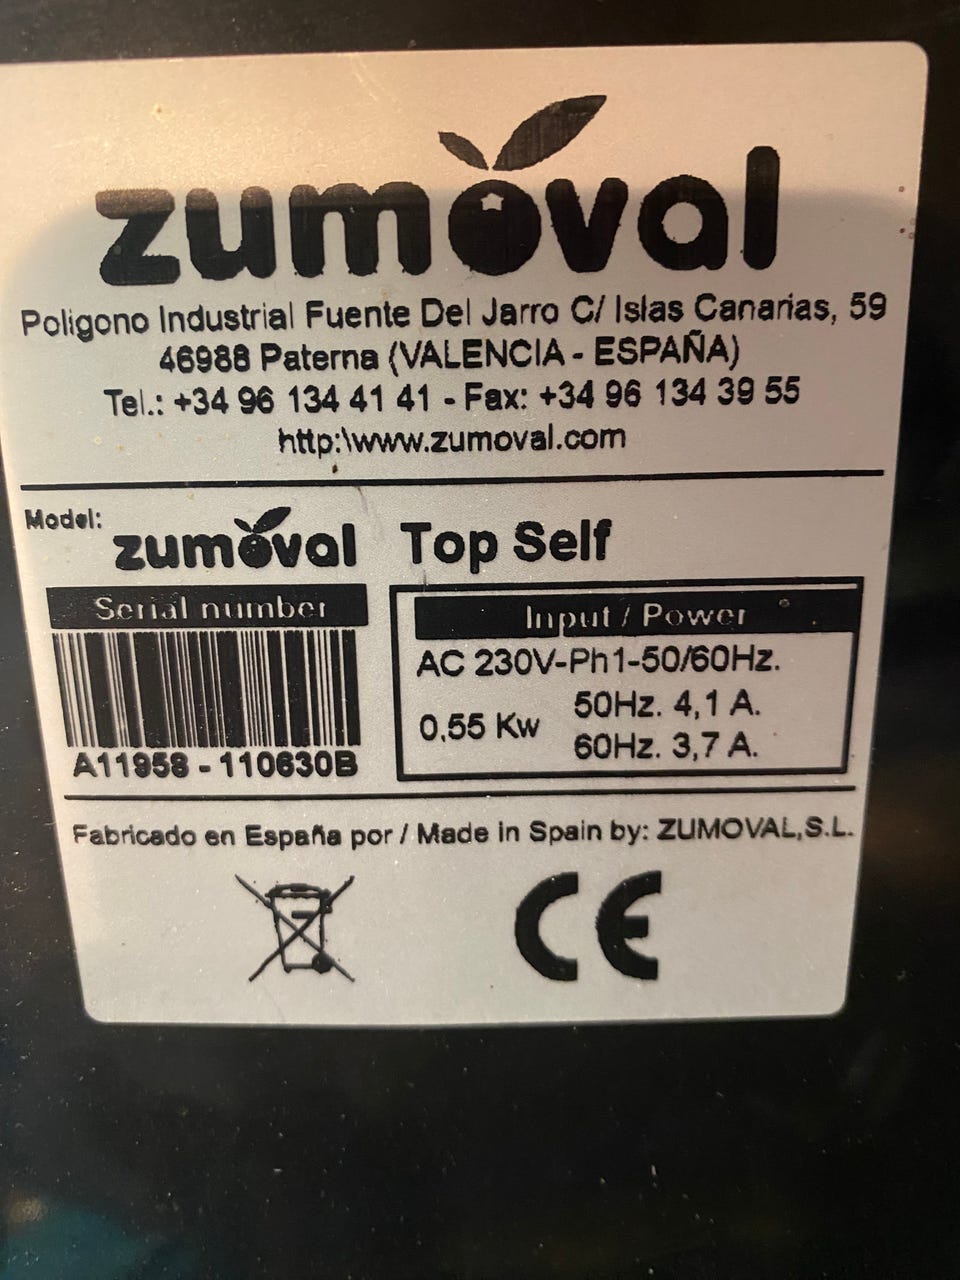 zumoval
Poligono Industrial Fuente Del Jarro C/ Islas Canarias, 59
46988 Paterna (VALENCIA - ESPAÑA)
Tel.: +34 96 134 41 41 - Fax: +34 96 134 39 55
http:\www.zumoval.com
Model: zumoval Top Self
Serial number
A11958 - 110630B
Input / Power
AC 230V-Ph1-50/60Hz.
0,55 Kw
50Hz. 4,1 A.
60Hz. 3,7 A.
Fabricado en España por / Made in Spain by: ZUMOVAL,S.L.
CE